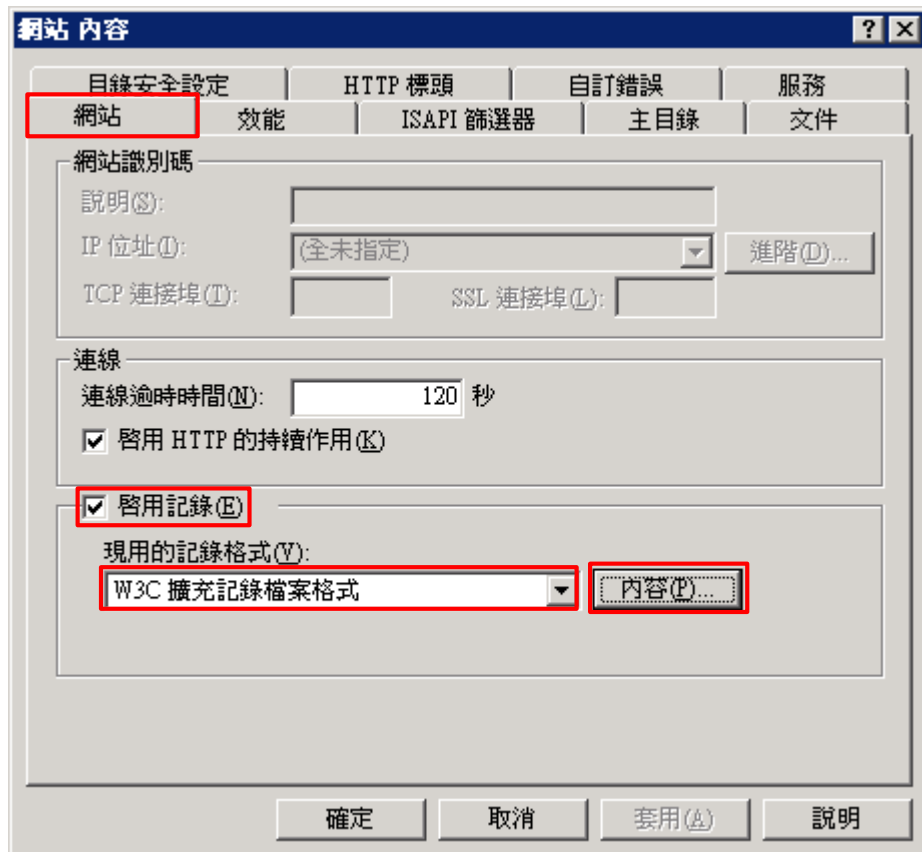 網站 內容
目錄安全設定 HTTP 標頭 自訂錯誤 服務
網站 效能 ISAPI 篩選器 主目錄 文件
網站識別碼
說明(S):
IP 位址(I): (全未指定) 進階(D)...
TCP 連接埠(T): SSL 連接埠(L):
連線
連線逾時時間(N): 120 秒
啓用 HTTP 的持續作用(K)
啓用記錄(E)
現用的記錄格式(V):
W3C 擴充記錄檔案格式 內容(P)...
確定 取消 套用(A) 說明